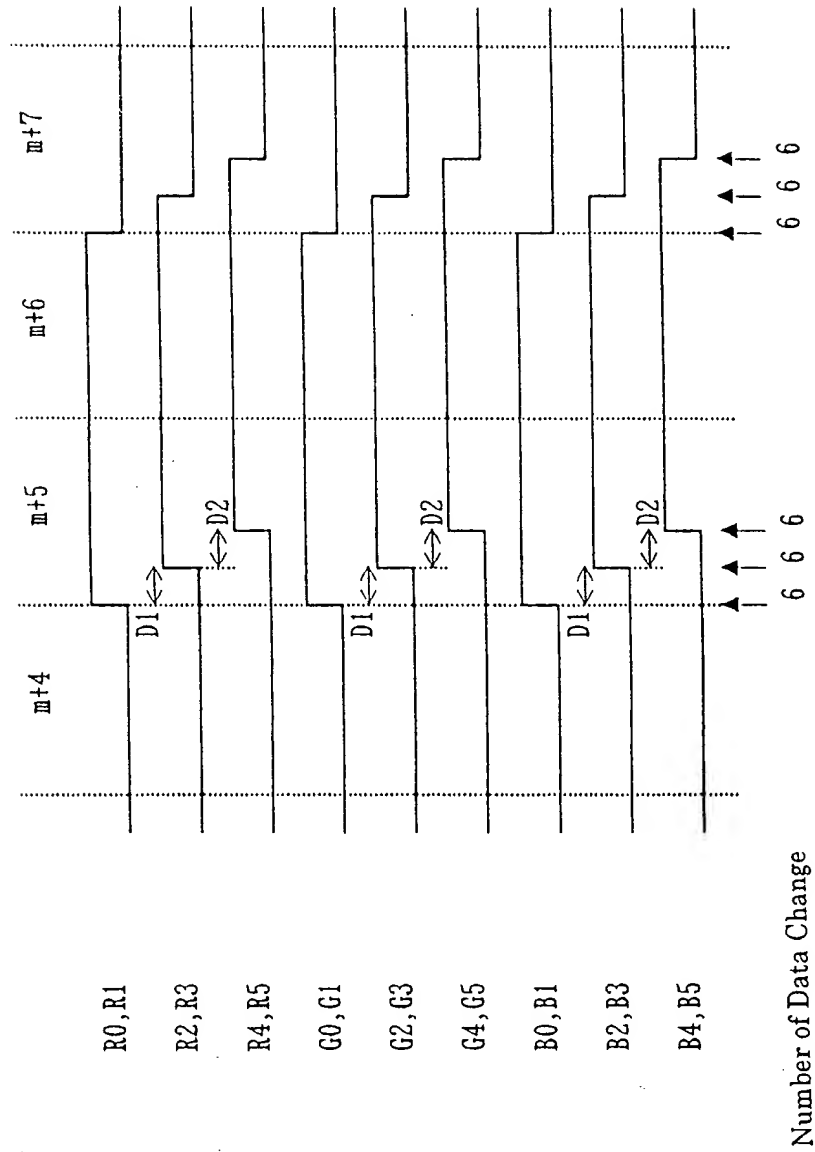 m+4 m+5 m+6 m+7
R0,R1
D1
R2,R3
D2
R4,R5
G0,G1
D1
G2,G3
D2
G4,G5
B0,B1
D1
B2,B3
D2
B4,B5
Number of Data Change 6 6 6 6 6 6